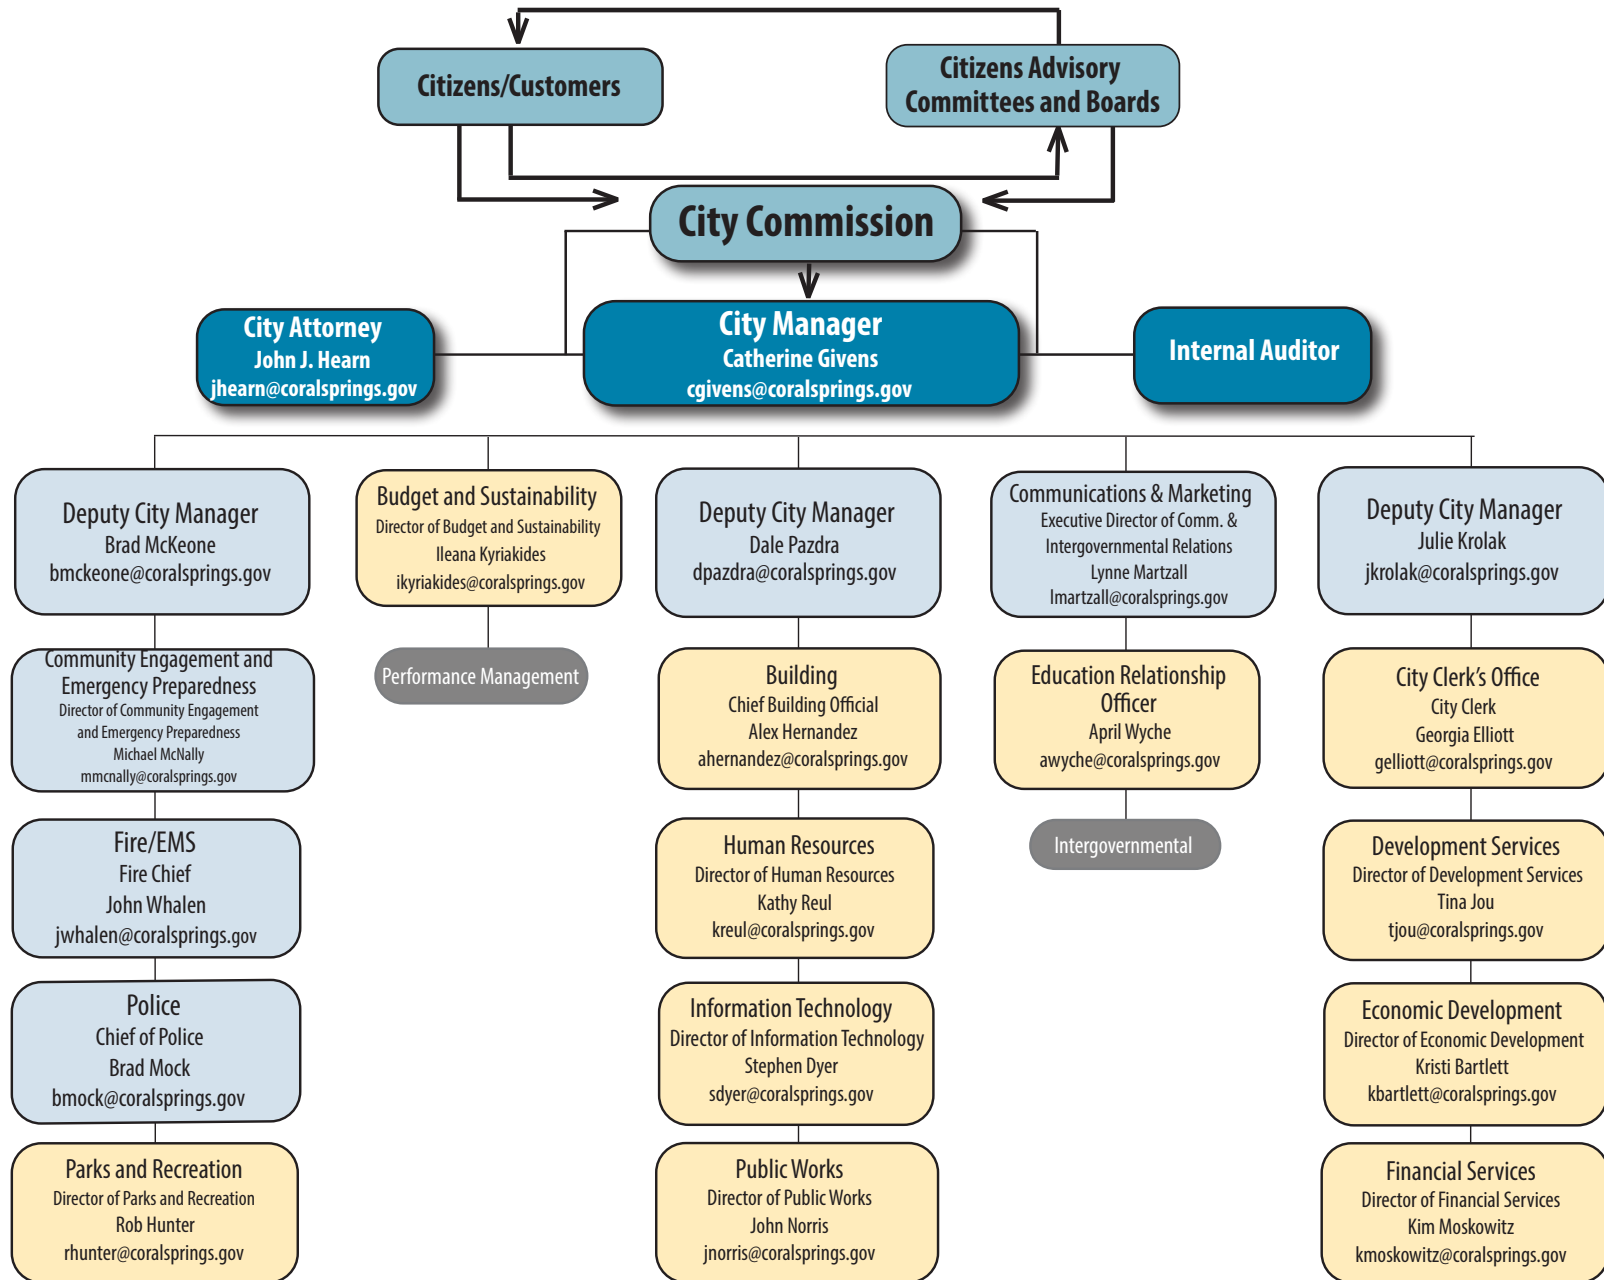 Citizens/Customers
Citizens Advisory
Committees and Boards
City Commission
City Attorney
John J. Hearn
jhearn@coralsprings.gov
City Manager
Catherine Givens
cgivens@coralsprings.gov
Internal Auditor
Deputy City Manager
Brad McKeone
bmckeone@coralsprings.gov
Budget and Sustainability
Director of Budget and Sustainability
Ileana Kyriakides
ikyriakides@coralsprings.gov
Deputy City Manager
Dale Pazdra
dpazdra@coralsprings.gov
Communications & Marketing
Executive Director of Comm. &
Intergovernmental Relations
Lynne Martzall
lmartzall@coralsprings.gov
Deputy City Manager
Julie Krolak
jkrolak@coralsprings.gov
Community Engagement and
Emergency Preparedness
Director of Community Engagement
and Emergency Preparedness
Michael McNally
mmcnally@coralsprings.gov
Performance Management
Building
Chief Building Official
Alex Hernandez
ahernandez@coralsprings.gov
Education Relationship
Officer
April Wyche
awyche@coralsprings.gov
City Clerk's Office
City Clerk
Georgia Elliott
gelliott@coralsprings.gov
Fire/EMS
Fire Chief
John Whalen
jwhalen@coralsprings.gov
Human Resources
Director of Human Resources
Kathy Reul
kreul@coralsprings.gov
Intergovernmental
Development Services
Director of Development Services
Tina Jou
tjou@coralsprings.gov
Police
Chief of Police
Brad Mock
bmock@coralsprings.gov
Information Technology
Director of Information Technology
Stephen Dyer
sdyer@coralsprings.gov
Economic Development
Director of Economic Development
Kristi Bartlett
kbartlett@coralsprings.gov
Parks and Recreation
Director of Parks and Recreation
Rob Hunter
rhunter@coralsprings.gov
Public Works
Director of Public Works
John Norris
jnorris@coralsprings.gov
Financial Services
Director of Financial Services
Kim Moskowitz
kmoskowitz@coralsprings.gov